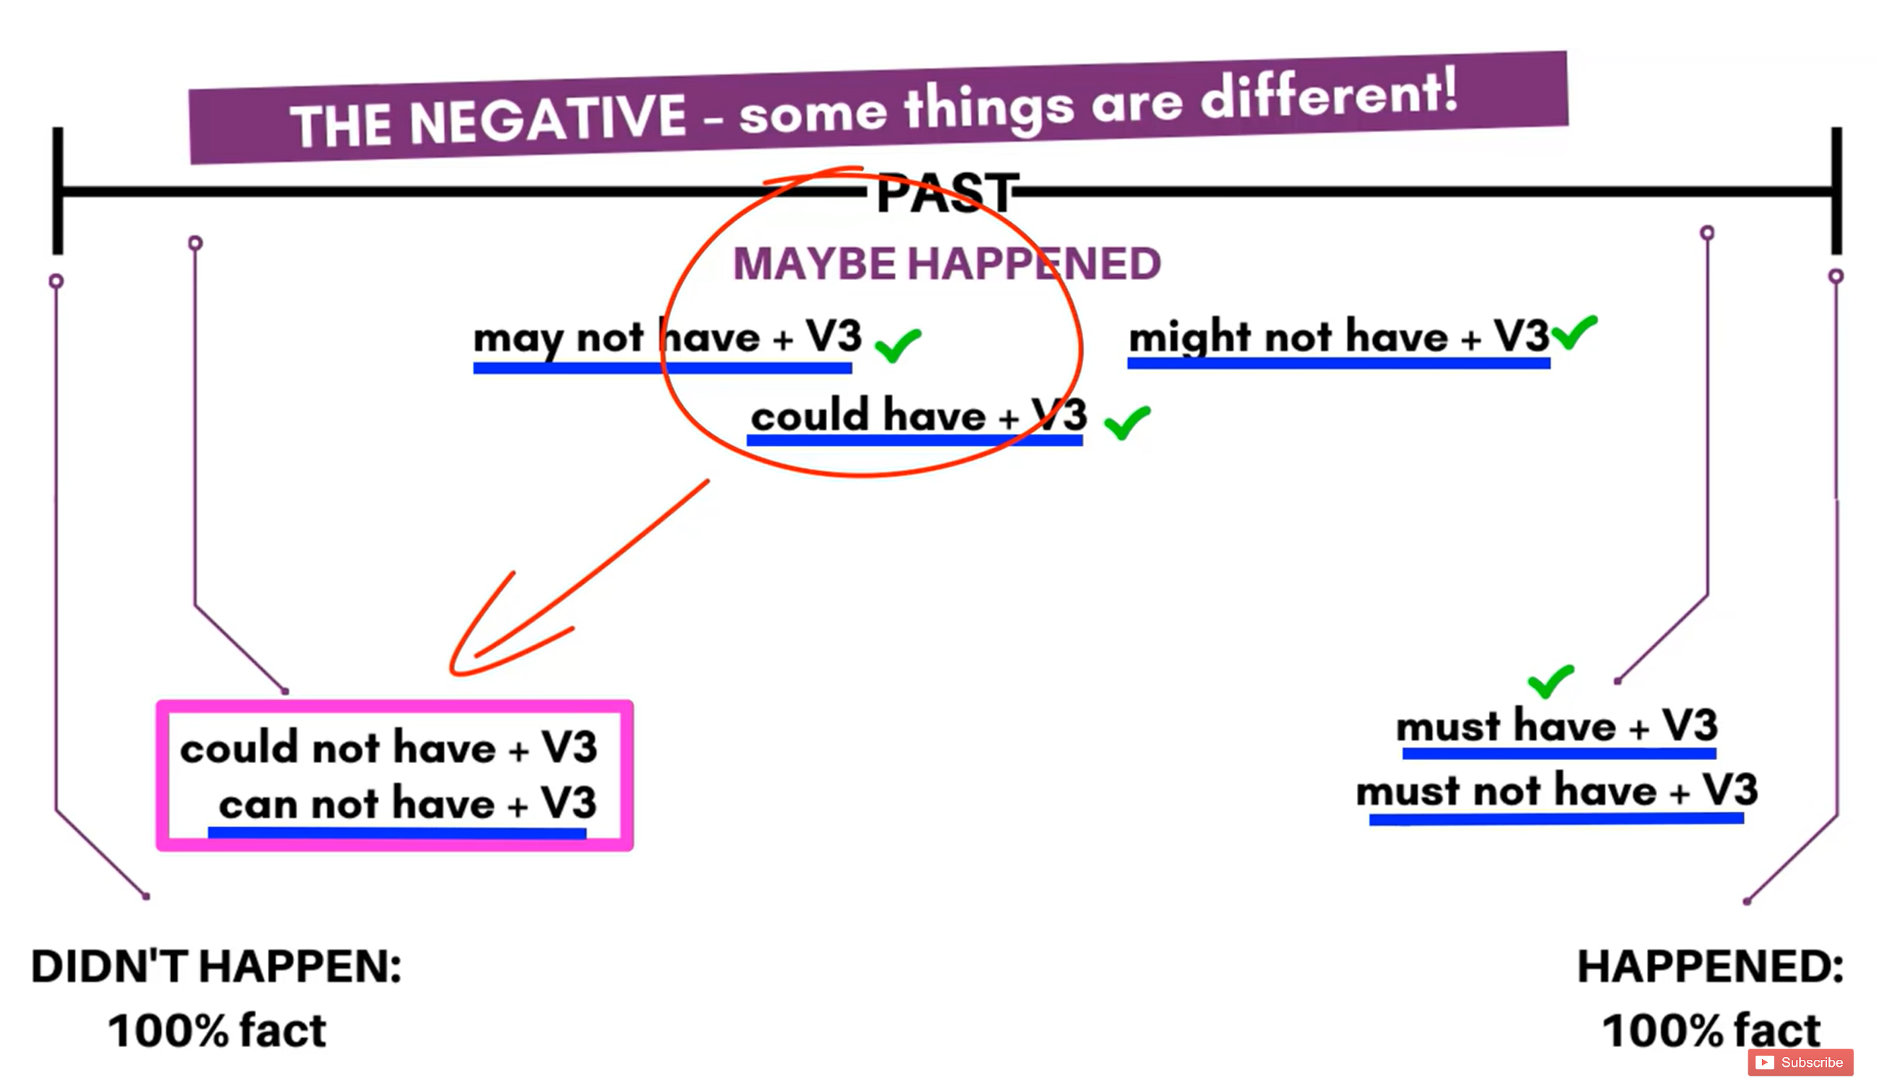 THE NEGATIVE - some things are different!
PAST
MAYBE HAPPENED
may not have + V3
might not have + V3
could have + V3
could not have + V3
can not have + V3
must have + V3
must not have + V3
DIDN'T HAPPEN:
100% fact
HAPPENED:
100% fact
Subscribe